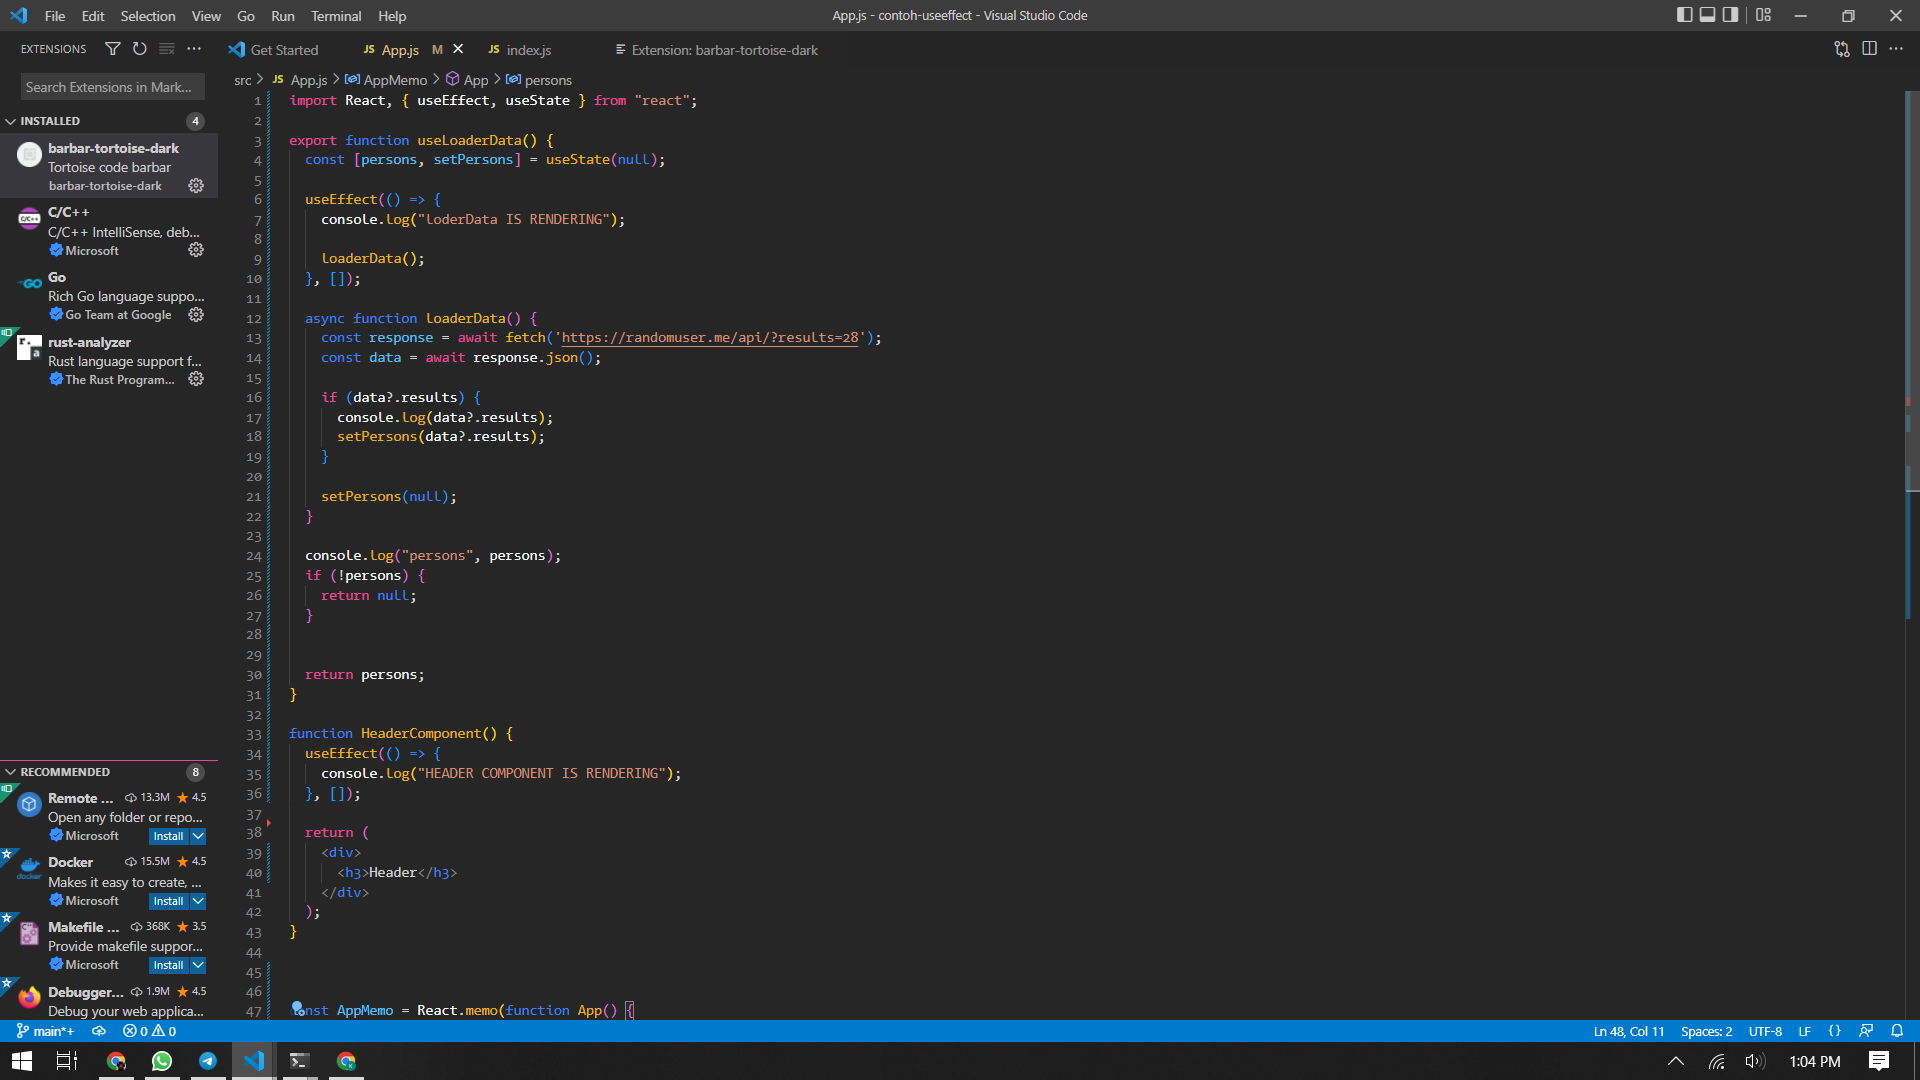 File Edit Selection View Go Run Terminal Help
App.js - contoh-useeffect - Visual Studio Code
EXTENSIONS
Get Started
JS App.js M
JS index.js
Extension: barbar-tortoise-dark
Search Extensions in Mark...
src > JS App.js > AppMemo > App > persons
INSTALLED 4
barbar-tortoise-dark
Tortoise code barbar
barbar-tortoise-dark
C/C++
C/C++
C/C++ IntelliSense, deb...
Microsoft
GO
Go
Rich Go language suppo...
Go Team at Google
r.
a
rust-analyzer
Rust language support f...
The Rust Program...
RECOMMENDED 8
Remote ... 13.3M 4.5
Open any folder or repo...
Microsoft Install
docker
Docker 15.5M 4.5
Makes it easy to create, ...
Microsoft Install
Makefile ... 368K 3.5
Provide makefile suppor...
Microsoft Install
Debugger... 1.9M 4.5
Debug your web applica...
1 import React, { useEffect, useState } from "react";
2
3 export function useLoaderData() {
4 const [persons, setPersons] = useState(null);
5
6 useEffect(() => {
7 console.log("LoderData IS RENDERING");
8
9 LoaderData();
10 }, []);
11
12 async function LoaderData() {
13 const response = await fetch('https://randomuser.me/api/?results=28');
14 const data = await response.json();
15
16 if (data?.results) {
17 console.log(data?.results);
18 setPersons(data?.results);
19 }
20
21 setPersons(null);
22 }
23
24 console.log("persons", persons);
25 if (!persons) {
26 return null;
27 }
28
29
30 return persons;
31 }
32
33 function HeaderComponent() {
34 useEffect(() => {
35 console.log("HEADER COMPONENT IS RENDERING");
36 }, []);
37
38 return (
39 <div>
40 <h3>Header</h3>
41 </div>
42 );
43 }
44
45
46
47 nst AppMemo = React.memo(function App() {
main*+ 0 0
Ln 48, Col 11 Spaces: 2 UTF-8 LF {}
1:04 PM